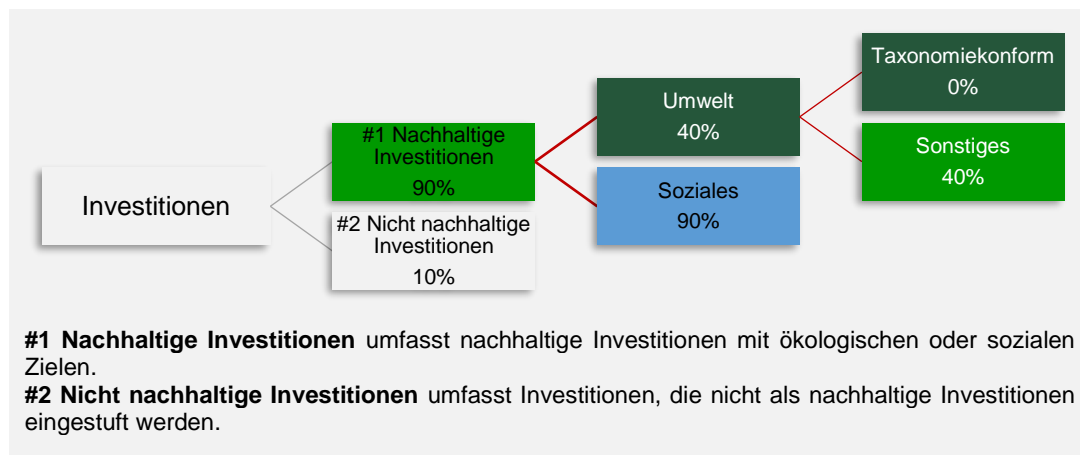 Investitionen
#1 Nachhaltige
Investitionen
90%
#2 Nicht nachhaltige
Investitionen
10%
Umwelt
40%
Soziales
90%
Taxonomiekonform
0%
Sonstiges
40%
#1 Nachhaltige Investitionen umfasst nachhaltige Investitionen mit ökologischen oder sozialen
Zielen.
#2 Nicht nachhaltige Investitionen umfasst Investitionen, die nicht als nachhaltige Investitionen
eingestuft werden.